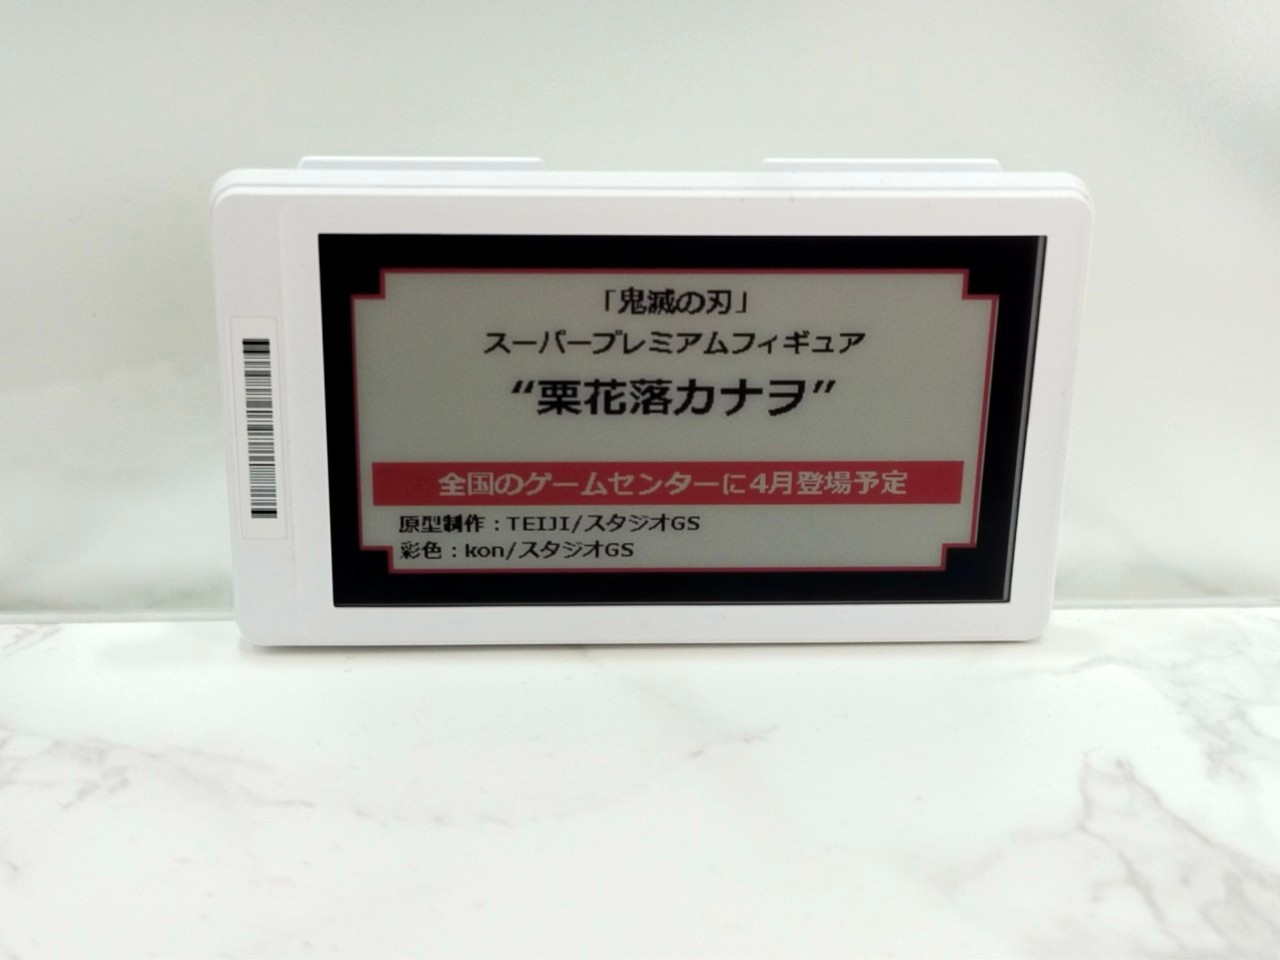 「鬼滅の刃」
スーパープレミアムフィギュア
“栗花落カナヲ”
全国のゲームセンターに4月登場予定
原型制作：TEIJI/スタジオGS
彩色：kon/スタジオGS